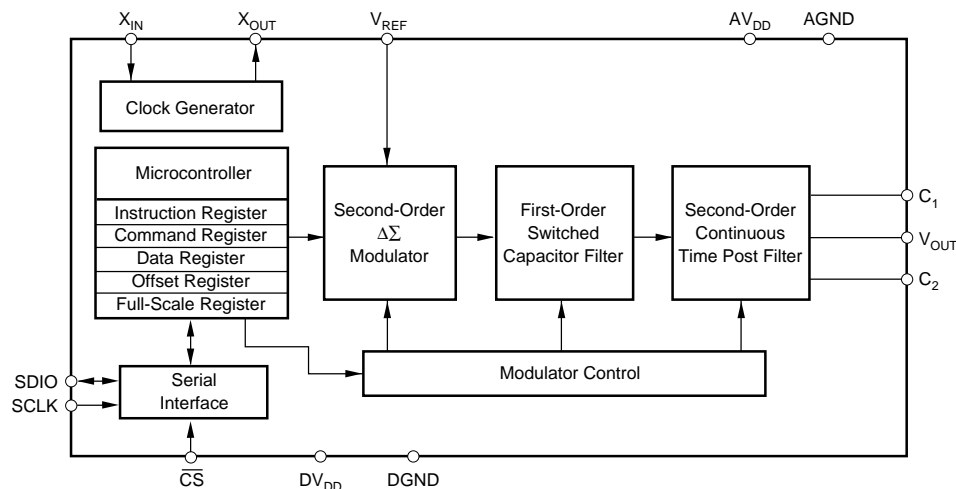 X_IN X_OUT V_REF AV_DD AGND
Clock Generator
Microcontroller
Instruction Register
Command Register
Data Register
Offset Register
Full-Scale Register
Second-Order
ΔΣ
Modulator
First-Order
Switched
Capacitor Filter
Second-Order
Continuous
Time Post Filter
C_1
V_OUT
C_2
Modulator Control
SDIO
SCLK
Serial
Interface
C̅S̅ DV_DD DGND